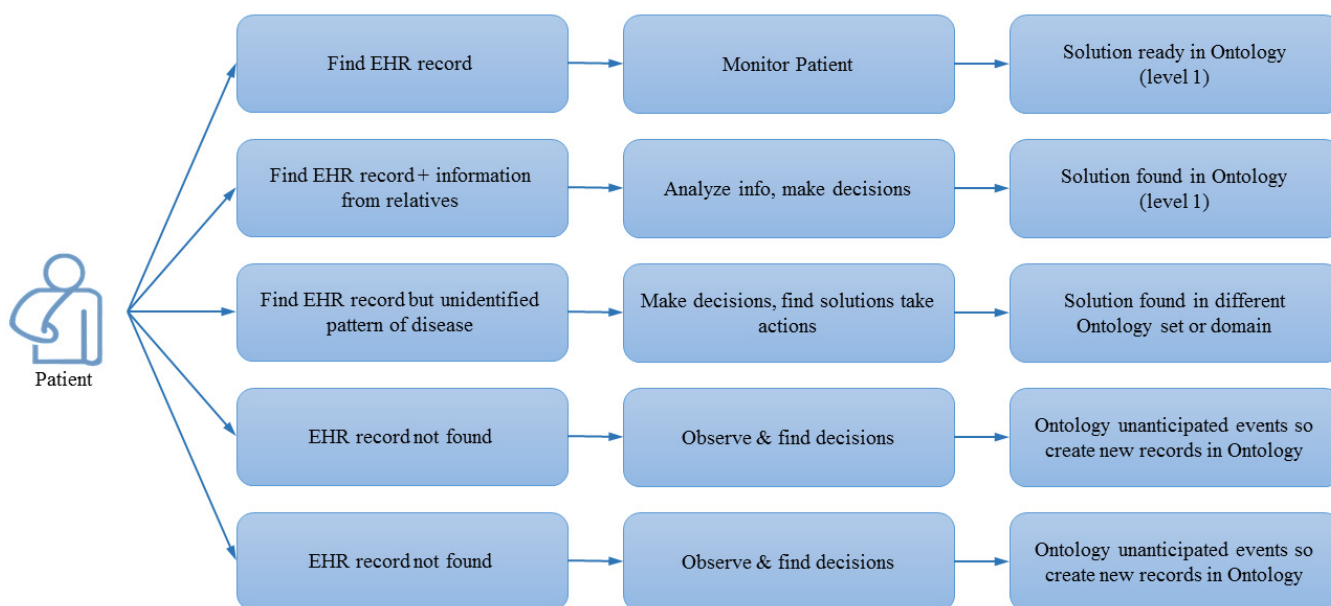 Find EHR record
Monitor Patient
Solution ready in Ontology
(level 1)
Find EHR record + information
from relatives
Analyze info, make decisions
Solution found in Ontology
(level 1)
Find EHR record but unidentified
pattern of disease
Make decisions, find solutions take
actions
Solution found in different
Ontology set or domain
Patient
EHR record not found
Observe & find decisions
Ontology unanticipated events so
create new records in Ontology
EHR record not found
Observe & find decisions
Ontology unanticipated events so
create new records in Ontology